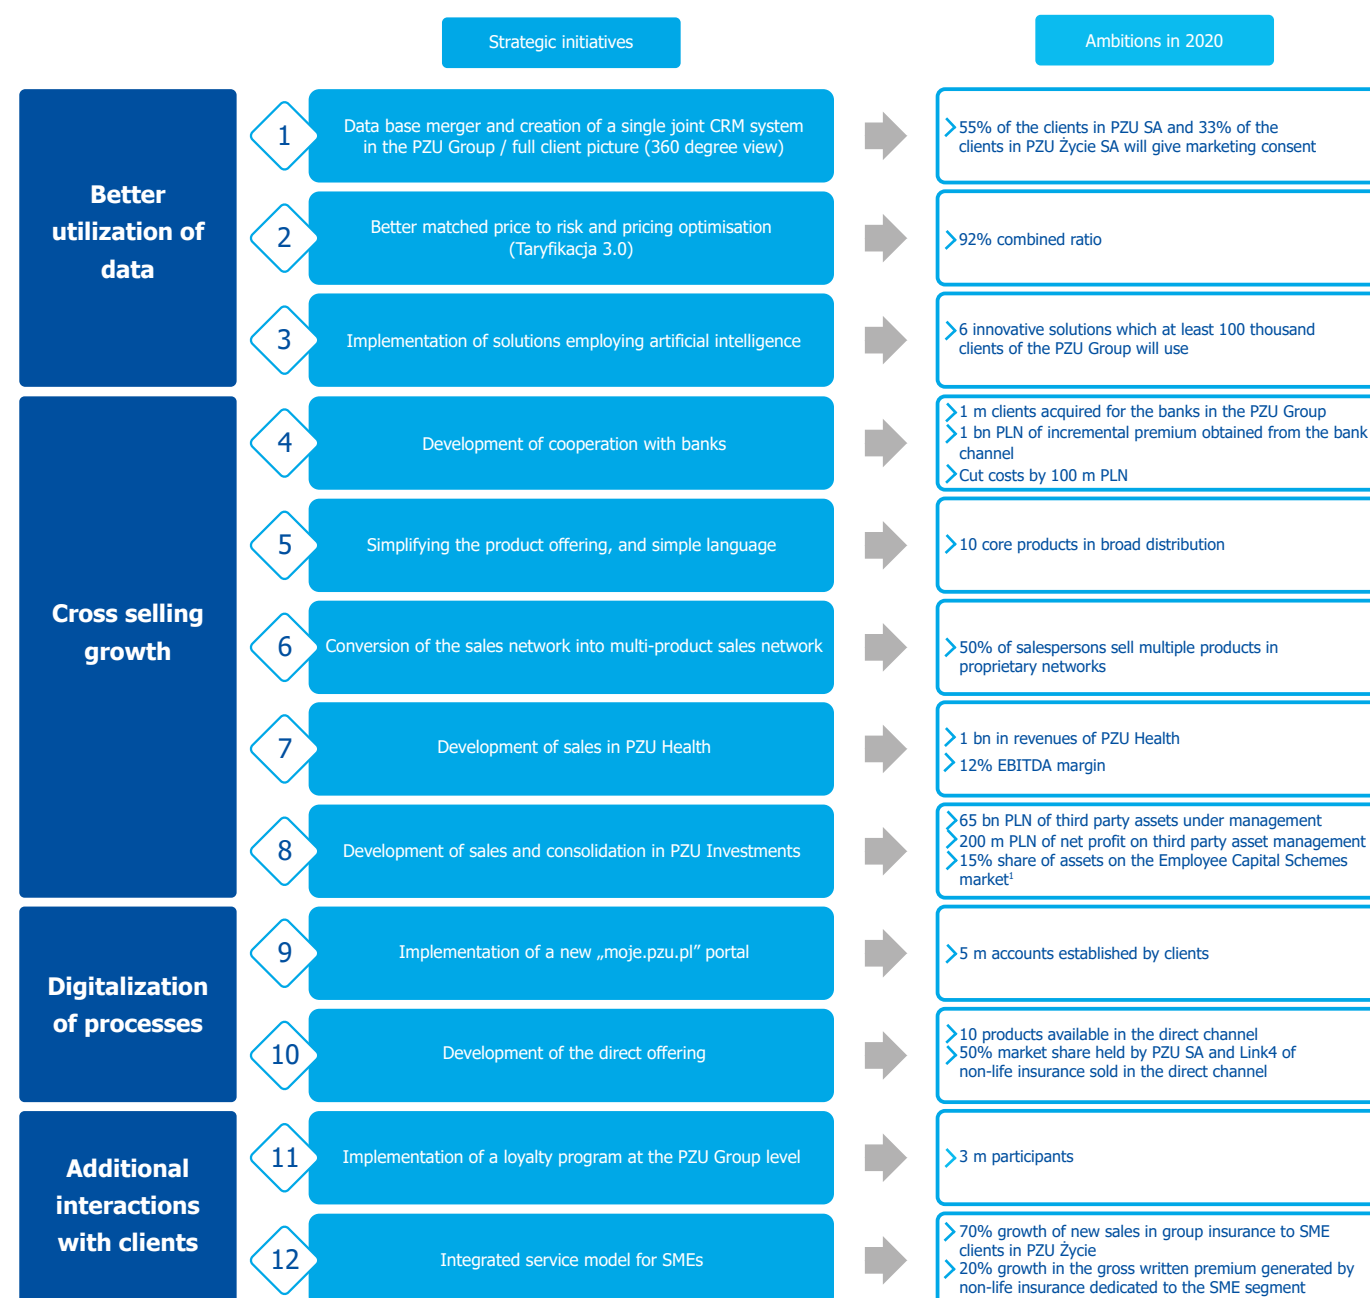 Strategic initiatives
Ambitions in 2020
Better
utilization of
data
1
Data base merger and creation of a single joint CRM system
in the PZU Group / full client picture (360 degree view)
55% of the clients in PZU SA and 33% of the
clients in PZU Życie SA will give marketing consent
2
Better matched price to risk and pricing optimisation
(Taryfikacja 3.0)
92% combined ratio
3
Implementation of solutions employing artificial intelligence
6 innovative solutions which at least 100 thousand
clients of the PZU Group will use
Cross selling
growth
4
Development of cooperation with banks
1 m clients acquired for the banks in the PZU Group
1 bn PLN of incremental premium obtained from the bank
channel
Cut costs by 100 m PLN
5
Simplifying the product offering, and simple language
10 core products in broad distribution
6
Conversion of the sales network into multi-product sales network
50% of salespersons sell multiple products in
proprietary networks
7
Development of sales in PZU Health
1 bn in revenues of PZU Health
12% EBITDA margin
8
Development of sales and consolidation in PZU Investments
65 bn PLN of third party assets under management
200 m PLN of net profit on third party asset management
15% share of assets on the Employee Capital Schemes
market¹
Digitalization
of processes
9
Implementation of a new „moje.pzu.pl” portal
5 m accounts established by clients
10
Development of the direct offering
10 products available in the direct channel
50% market share held by PZU SA and Link4 of
non-life insurance sold in the direct channel
Additional
interactions
with clients
11
Implementation of a loyalty program at the PZU Group level
3 m participants
12
Integrated service model for SMEs
70% growth of new sales in group insurance to SME
clients in PZU Życie
20% growth in the gross written premium generated by
non-life insurance dedicated to the SME segment